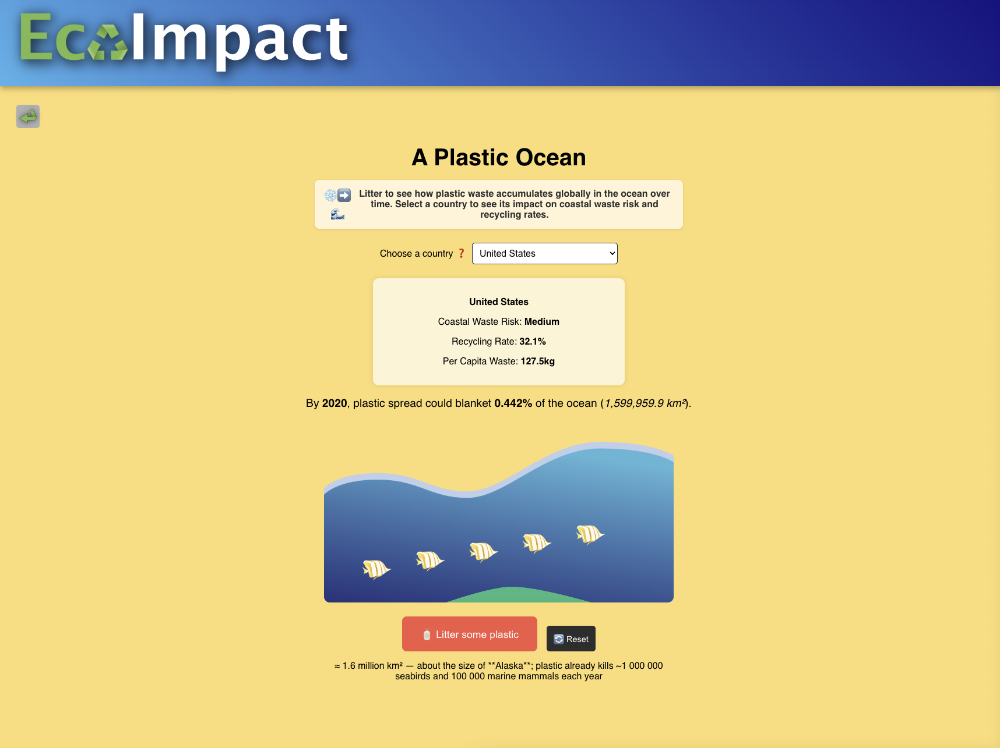 EcoImpact
A Plastic Ocean
Litter to see how plastic waste accumulates globally in the ocean over
time. Select a country to see its impact on coastal waste risk and
recycling rates.
Choose a country ❓ United States
United States
Coastal Waste Risk: Medium
Recycling Rate: 32.1%
Per Capita Waste: 127.5kg
By 2020, plastic spread could blanket 0.442% of the ocean (1,599,959.9 km²).
Litter some plastic
Reset
≈ 1.6 million km² — about the size of **Alaska**; plastic already kills ~1 000 000
seabirds and 100 000 marine mammals each year